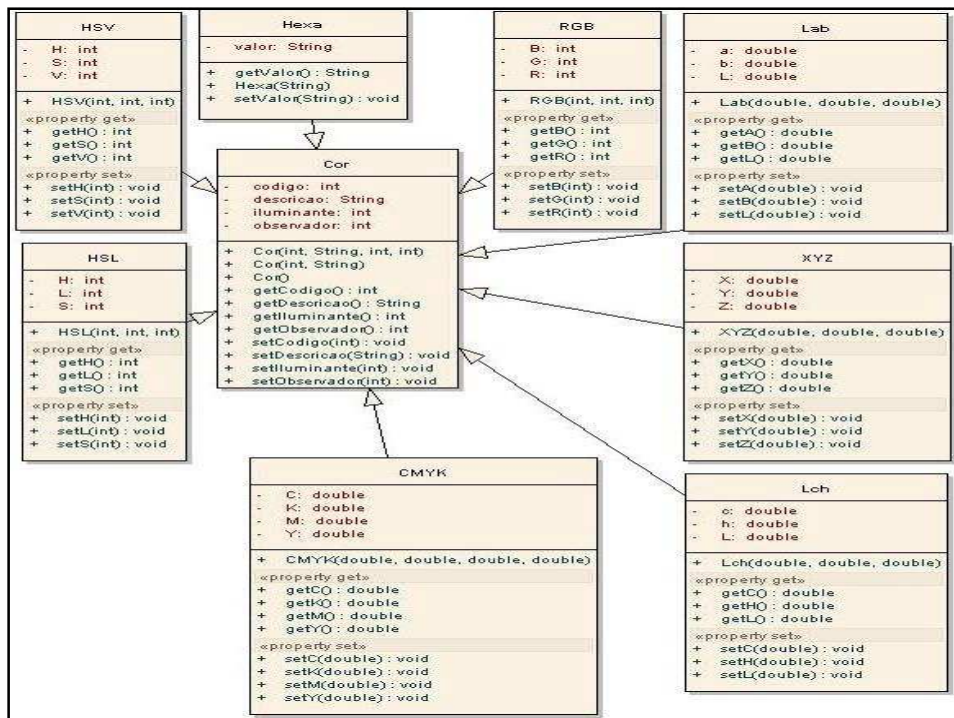 HSV
- H: int
- S: int
- V: int
+ HSV(int, int, int)
«property get»
+ getH() : int
+ getS() : int
+ getV() : int
«property set»
+ setH(int) : void
+ setS(int) : void
+ setV(int) : void
Hexa
- valor: String
+ getValor() : String
+ Hexa(String)
+ setValor(String) : void
RGB
- B: int
- G: int
- R: int
+ RGB(int, int, int)
«property get»
+ getB() : int
+ getG() : int
+ getR() : int
«property set»
+ setB(int) : void
+ setG(int) : void
+ setR(int) : void
Lab
- a: double
- b: double
- L: double
+ Lab(double, double, double)
«property get»
+ getA() : double
+ getB() : double
+ getL() : double
«property set»
+ setA(double) : void
+ setB(double) : void
+ setL(double) : void
Cor
- codigo: int
- descricao: String
- iluminante: int
- observador: int
+ Cor(int, String, int, int)
+ Cor(int, String)
+ Cor()
+ getCodigo() : int
+ getDescricao() : String
+ getIluminante() : int
+ getObservador() : int
+ setCodigo(int) : void
+ setDescricao(String) : void
+ setIluminante(int) : void
+ setObservador(int) : void
HSL
- H: int
- L: int
- S: int
+ HSL(int, int, int)
«property get»
+ getH() : int
+ getL() : int
+ getS() : int
«property set»
+ setH(int) : void
+ setL(int) : void
+ setS(int) : void
XYZ
- X: double
- Y: double
- Z: double
+ XYZ(double, double, double)
«property get»
+ getX() : double
+ getY() : double
+ getZ() : double
«property set»
+ setX(double) : void
+ setY(double) : void
+ setZ(double) : void
CMYK
- C: double
- K: double
- M: double
- Y: double
+ CMYK(double, double, double, double)
«property get»
+ getC() : double
+ getK() : double
+ getM() : double
+ getY() : double
«property set»
+ setC(double) : void
+ setK(double) : void
+ setM(double) : void
+ setY(double) : void
Lch
- c: double
- h: double
- L: double
+ Lch(double, double, double)
«property get»
+ getC() : double
+ getH() : double
+ getL() : double
«property set»
+ setC(double) : void
+ setH(double) : void
+ setL(double) : void